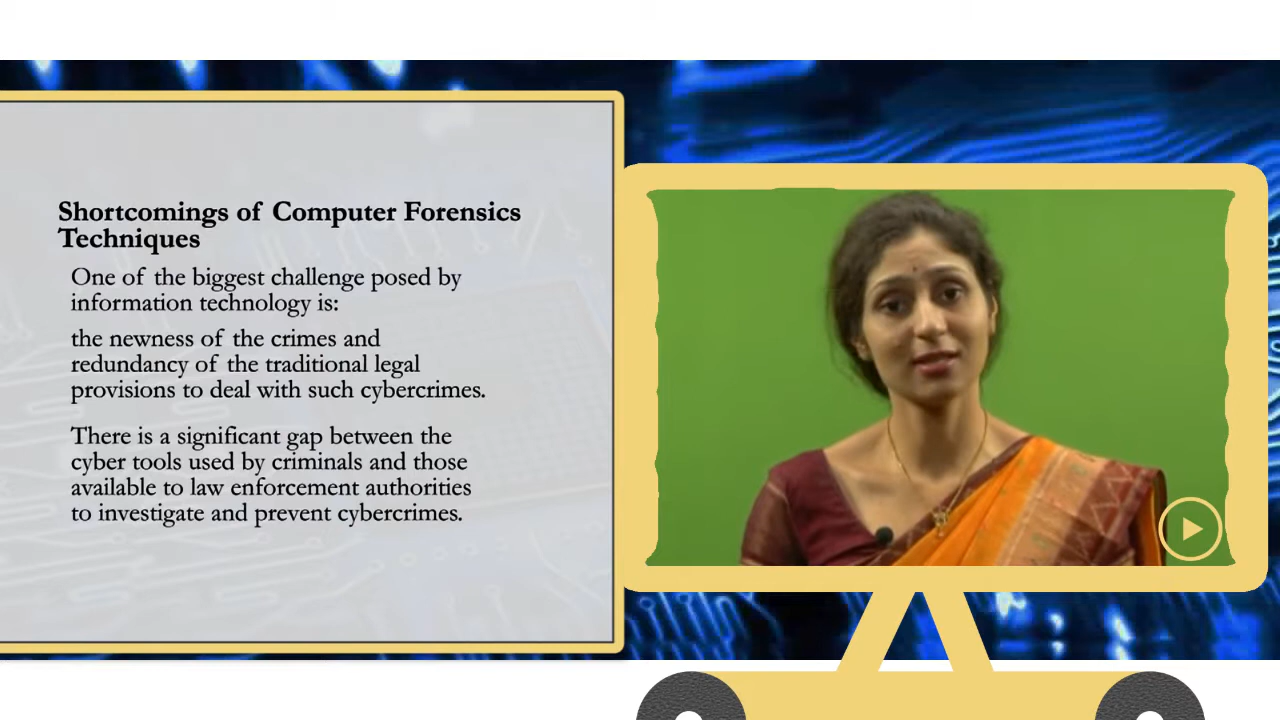 Shortcomings of Computer Forensics
Techniques
One of the biggest challenge posed by
information technology is:
the newness of the crimes and
redundancy of the traditional legal
provisions to deal with such cybercrimes.
There is a significant gap between the
cyber tools used by criminals and those
available to law enforcement authorities
to investigate and prevent cybercrimes.